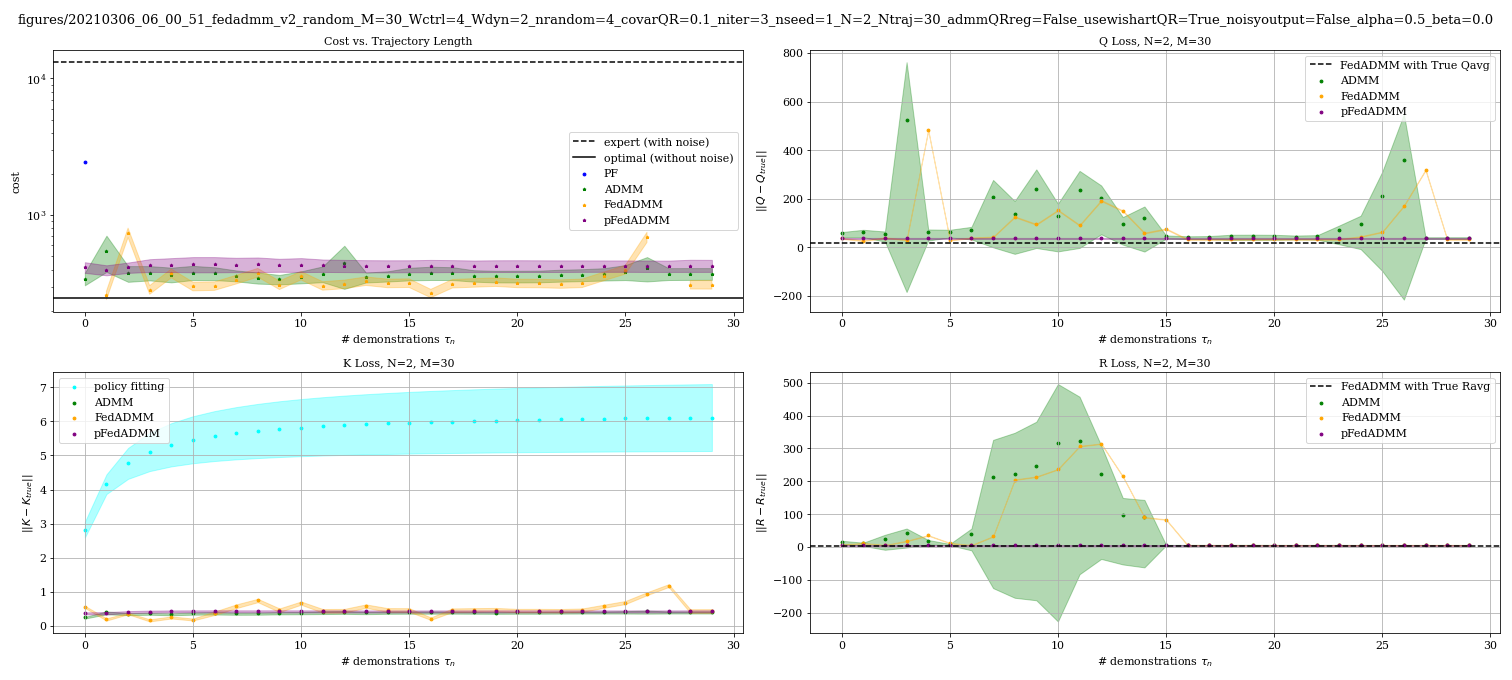 figures/20210306_06_00_51_fedadmm_v2_random_M=30_Wctrl=4_Wdyn=2_nrandom=4_covarQR=0.1_niter=3_nseed=1_N=2_Ntraj=30_admmQRreg=False_usewishartQR=True_noisyoutput=False_alpha=0.5_beta=0.0
Cost vs. Trajectory Length
10^4
10^3
cost
expert (with noise)
optimal (without noise)
PF
ADMM
FedADMM
pFedADMM
0 5 10 15 20 25 30
# demonstrations τ_n
Q Loss, N=2, M=30
800
600
400
200
0
−200
||Q − Q_true||
FedADMM with True Qavg
ADMM
FedADMM
pFedADMM
0 5 10 15 20 25 30
# demonstrations τ_n
K Loss, N=2, M=30
7
6
5
4
3
2
1
0
||K − K_true||
policy fitting
ADMM
FedADMM
pFedADMM
0 5 10 15 20 25 30
# demonstrations τ_n
R Loss, N=2, M=30
500
400
300
200
100
0
−100
−200
||R − R_true||
FedADMM with True Ravg
ADMM
FedADMM
pFedADMM
0 5 10 15 20 25 30
# demonstrations τ_n